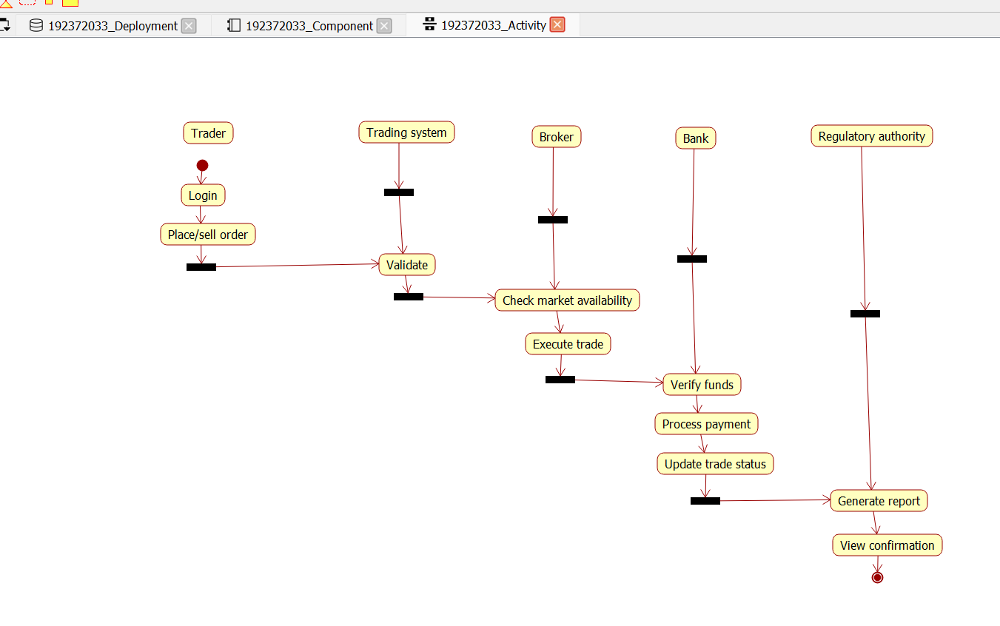 192372033_Deployment
192372033_Component
192372033_Activity
Trader
Trading system
Broker
Bank
Regulatory authority
Login
Place/sell order
Validate
Check market availability
Execute trade
Verify funds
Process payment
Update trade status
Generate report
View confirmation